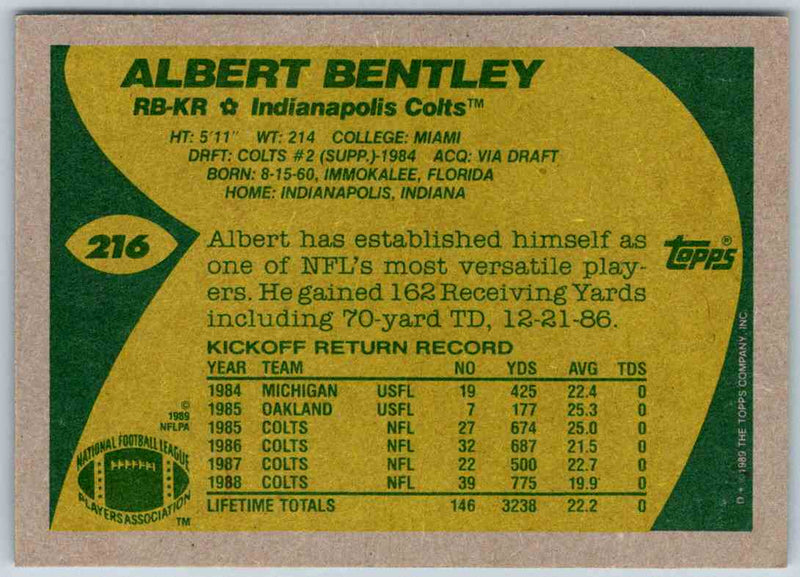 ALBERT BENTLEY
RB-KR ✿ Indianapolis Colts™
HT: 5'11" WT: 214 COLLEGE: MIAMI
DRFT: COLTS #2 (SUPP.)-1984 ACQ: VIA DRAFT
BORN: 8-15-60, IMMOKALEE, FLORIDA
HOME: INDIANAPOLIS, INDIANA
216
Albert has established himself as
one of NFL's most versatile play-
ers. He gained 162 Receiving Yards
including 70-yard TD, 12-21-86.
topps®
KICKOFF RETURN RECORD
YEAR TEAM NO YDS AVG TDS
1984 MICHIGAN USFL 19 425 22.4 0
1985 OAKLAND USFL 7 177 25.3 0
1985 COLTS NFL 27 674 25.0 0
1986 COLTS NFL 32 687 21.5 0
1987 COLTS NFL 22 500 22.7 0
1988 COLTS NFL 39 775 19.9 0
LIFETIME TOTALS 146 3238 22.2 0
©
1989
NFLPA
NATIONAL FOOTBALL LEAGUE
PLAYERS ASSOCIATION
™
D * ©1989 THE TOPPS COMPANY, INC.